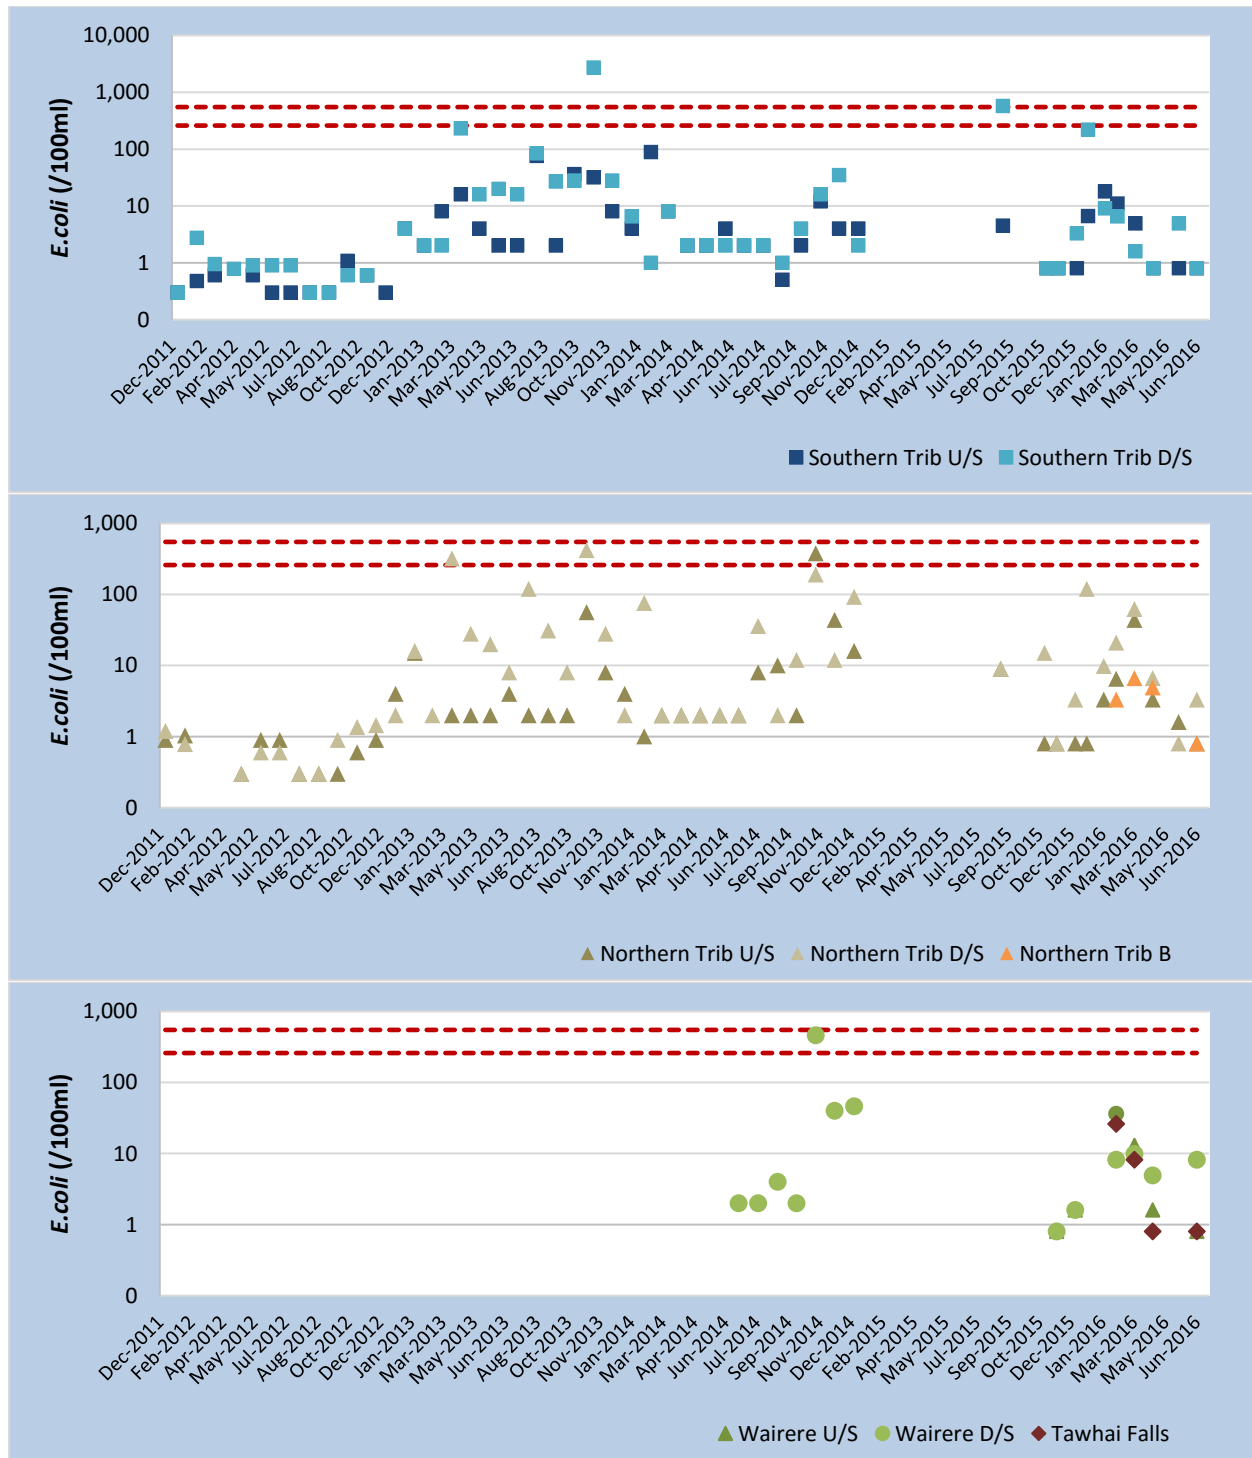 10,000
1,000
100
10
1
0
E.coli (/100ml)
Dec-2011
Feb-2012
Apr-2012
May-2012
Jul-2012
Aug-2012
Oct-2012
Dec-2012
Jan-2013
Mar-2013
May-2013
Jun-2013
Aug-2013
Oct-2013
Nov-2013
Jan-2014
Mar-2014
Apr-2014
Jun-2014
Jul-2014
Sep-2014
Nov-2014
Dec-2014
Feb-2015
Apr-2015
May-2015
Jul-2015
Sep-2015
Oct-2015
Dec-2015
Jan-2016
Mar-2016
May-2016
Jun-2016
Southern Trib U/S Southern Trib D/S
1,000
100
10
1
0
E.coli (/100ml)
Dec-2011
Feb-2012
Apr-2012
May-2012
Jul-2012
Aug-2012
Oct-2012
Dec-2012
Jan-2013
Mar-2013
May-2013
Jun-2013
Aug-2013
Oct-2013
Nov-2013
Jan-2014
Mar-2014
Apr-2014
Jun-2014
Jul-2014
Sep-2014
Nov-2014
Dec-2014
Feb-2015
Apr-2015
May-2015
Jul-2015
Sep-2015
Oct-2015
Dec-2015
Jan-2016
Mar-2016
May-2016
Jun-2016
Northern Trib U/S Northern Trib D/S Northern Trib B
1,000
100
10
1
0
E.coli (/100ml)
Dec-2011
Feb-2012
Apr-2012
May-2012
Jul-2012
Aug-2012
Oct-2012
Dec-2012
Jan-2013
Mar-2013
May-2013
Jun-2013
Aug-2013
Oct-2013
Nov-2013
Jan-2014
Mar-2014
Apr-2014
Jun-2014
Jul-2014
Sep-2014
Nov-2014
Dec-2014
Feb-2015
Apr-2015
May-2015
Jul-2015
Sep-2015
Oct-2015
Dec-2015
Jan-2016
Mar-2016
May-2016
Jun-2016
Wairere U/S Wairere D/S Tawhai Falls